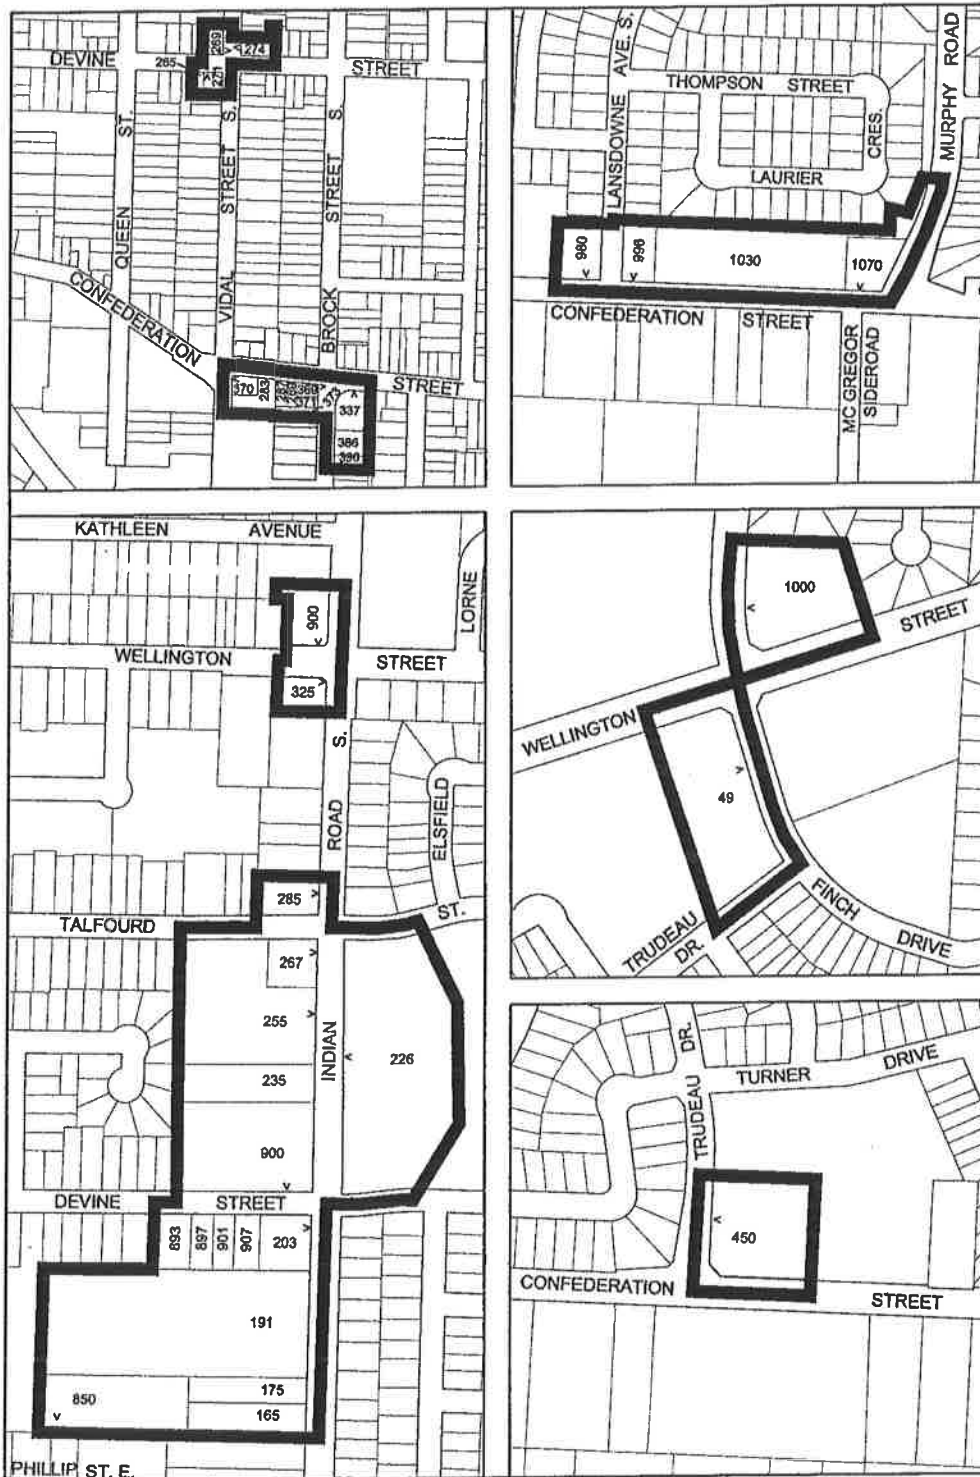 DEVINE
265
269
271
274
STREET
QUEEN ST.
VIDAL STREET S.
BROCK STREET S.
CONFEDERATION
STREET
370
283
369
371
373
337
386
390
LANSDOWNE AVE. S.
THOMPSON STREET
LAURIER
CRES.
MURPHY ROAD
980
996
1030
1070
CONFEDERATION STREET
MC GREGOR
SIDEROAD
KATHLEEN AVENUE
LORNE
900
WELLINGTON STREET
325
ROAD S.
ELSFIELD
285
TALFOURD ST.
267
255
INDIAN
226
235
900
DEVINE STREET
893
897
901
907
203
191
850
175
165
PHILLIP ST. E.
1000
STREET
WELLINGTON
49
FINCH DRIVE
TRUDEAU
DR.
TRUDEAU DR.
TURNER DRIVE
450
CONFEDERATION STREET